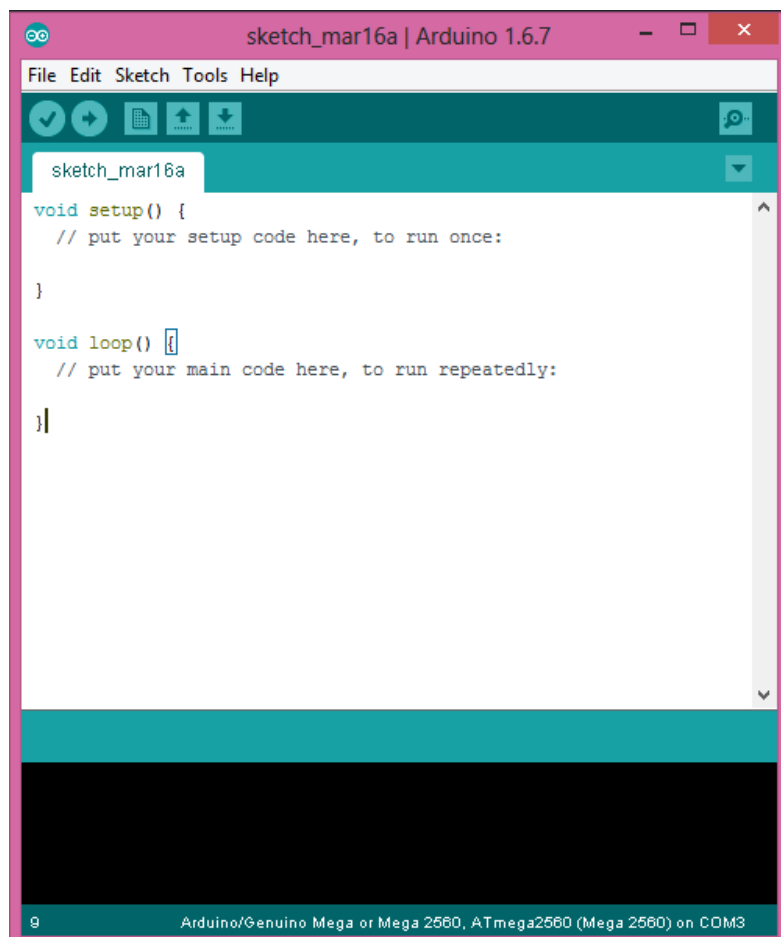 sketch_mar16a | Arduino 1.6.7
File Edit Sketch Tools Help
sketch_mar16a
void setup() {
  // put your setup code here, to run once:
}
void loop() {
  // put your main code here, to run repeatedly:
}
9 Arduino/Genuino Mega or Mega 2560, ATmega2560 (Mega 2560) on COM3